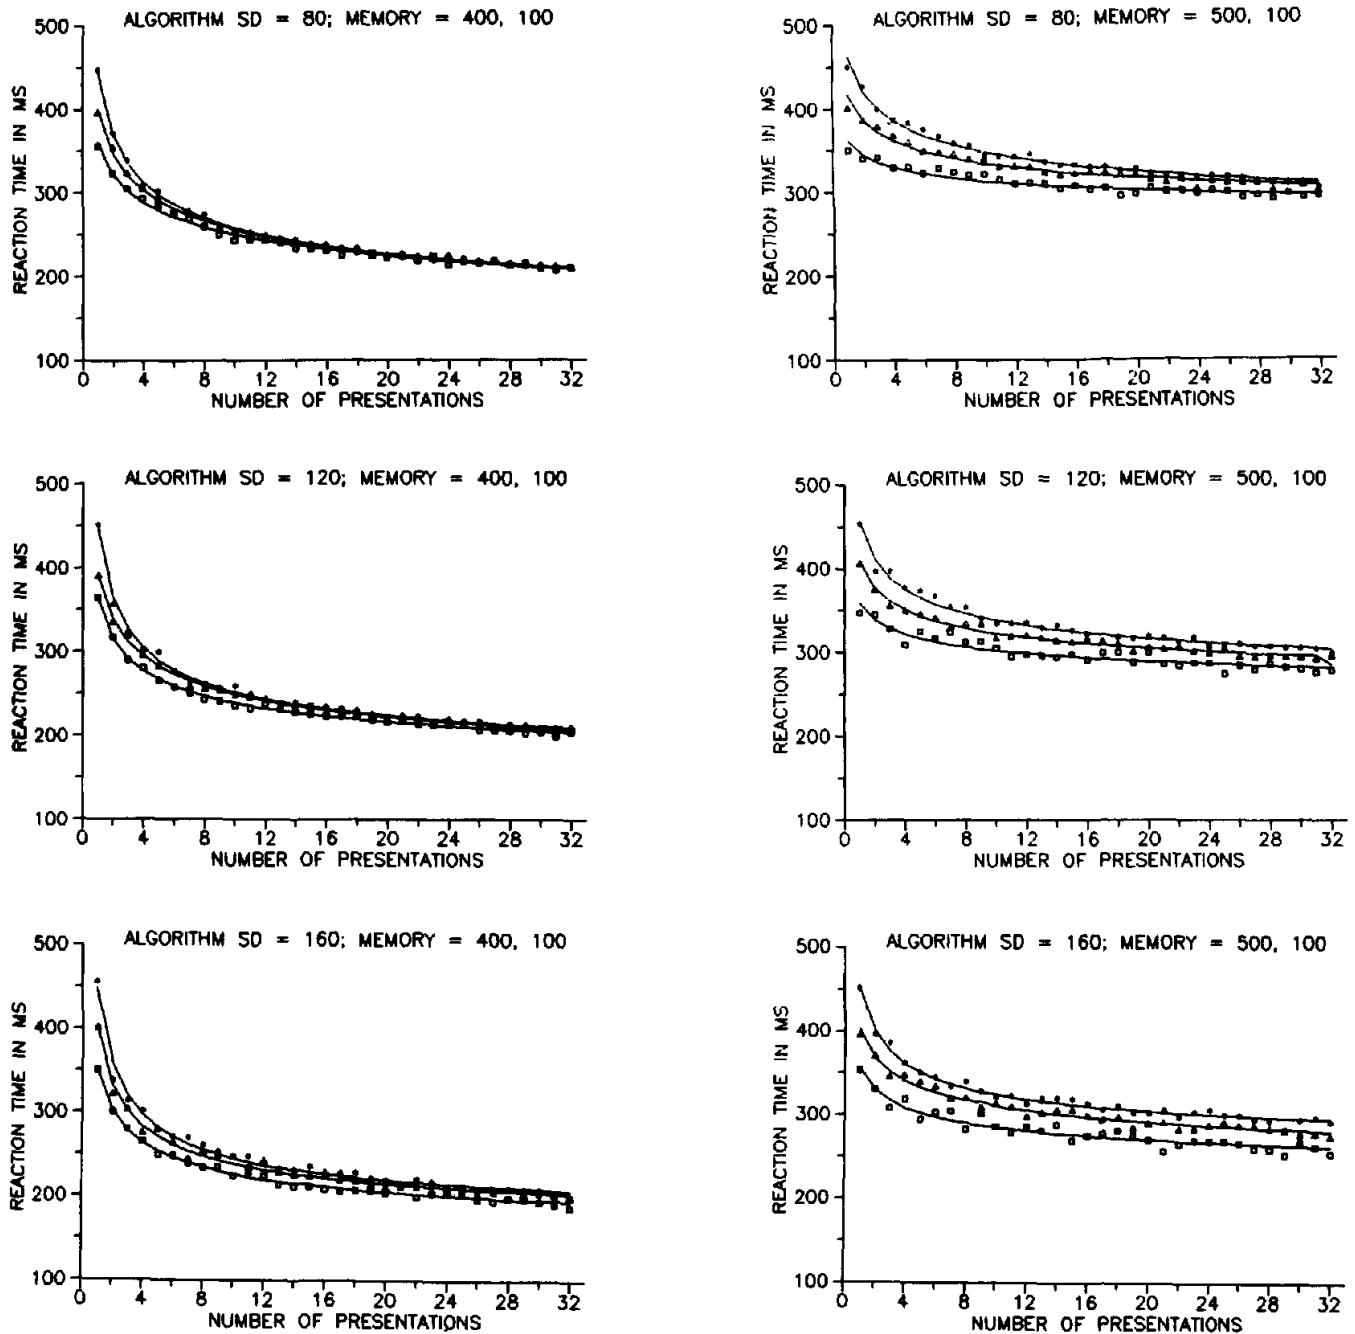 ALGORITHM SD = 80; MEMORY = 400, 100
REACTION TIME IN MS
500
400
300
200
100
0 4 8 12 16 20 24 28 32
NUMBER OF PRESENTATIONS
ALGORITHM SD = 80; MEMORY = 500, 100
REACTION TIME IN MS
500
400
300
200
100
0 4 8 12 16 20 24 28 32
NUMBER OF PRESENTATIONS
ALGORITHM SD = 120; MEMORY = 400, 100
REACTION TIME IN MS
500
400
300
200
100
0 4 8 12 16 20 24 28 32
NUMBER OF PRESENTATIONS
ALGORITHM SD = 120; MEMORY = 500, 100
REACTION TIME IN MS
500
400
300
200
100
0 4 8 12 16 20 24 28 32
NUMBER OF PRESENTATIONS
ALGORITHM SD = 160; MEMORY = 400, 100
REACTION TIME IN MS
500
400
300
200
100
0 4 8 12 16 20 24 28 32
NUMBER OF PRESENTATIONS
ALGORITHM SD = 160; MEMORY = 500, 100
REACTION TIME IN MS
500
400
300
200
100
0 4 8 12 16 20 24 28 32
NUMBER OF PRESENTATIONS